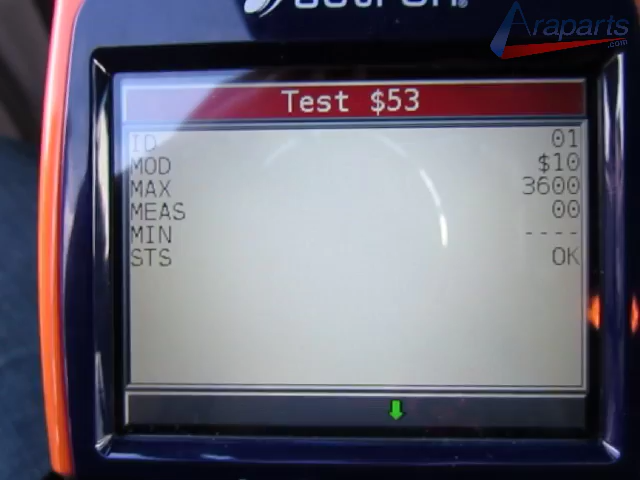 Araparts
.com
Test $53
ID 01
MOD $10
MAX 3600
MEAS 00
MIN ----
STS OK